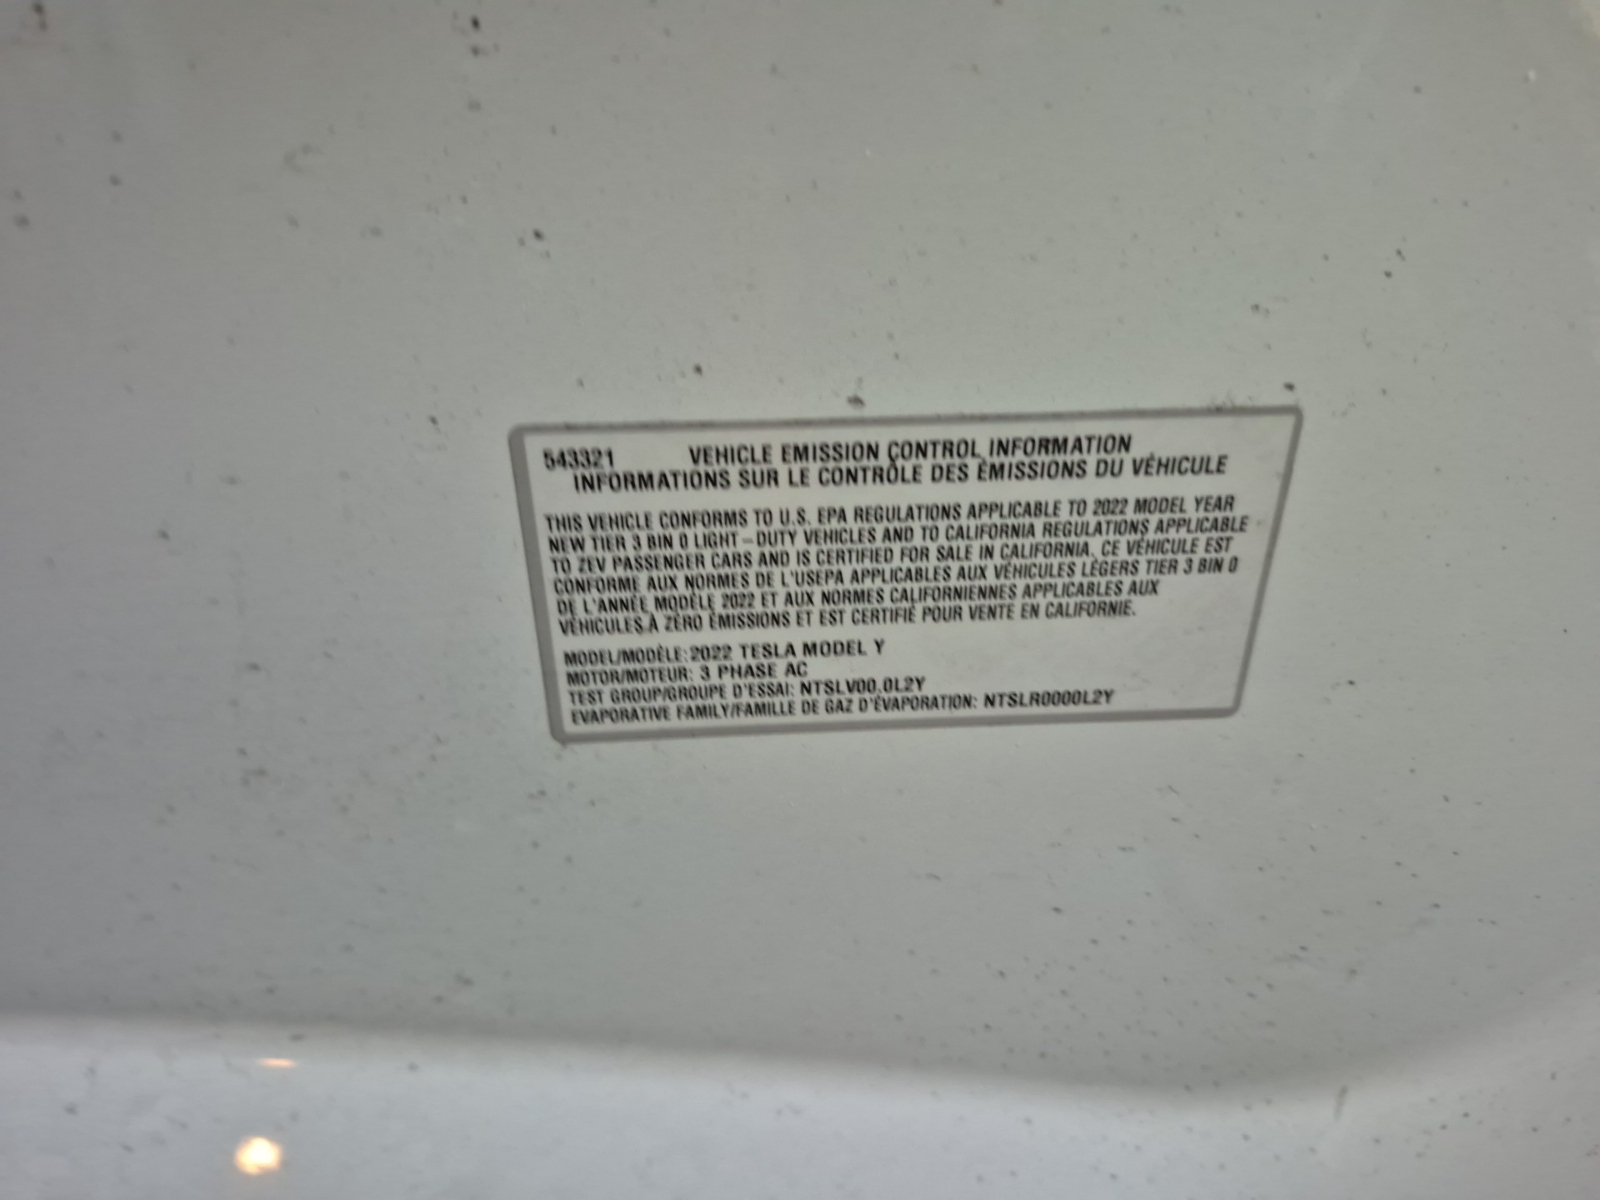 543321 VEHICLE EMISSION CONTROL INFORMATION
INFORMATIONS SUR LE CONTRÔLE DES ÉMISSIONS DU VÉHICULE
THIS VEHICLE CONFORMS TO U.S. EPA REGULATIONS APPLICABLE TO 2022 MODEL YEAR
NEW TIER 3 BIN 0 LIGHT-DUTY VEHICLES AND TO CALIFORNIA REGULATIONS APPLICABLE
TO ZEV PASSENGER CARS AND IS CERTIFIED FOR SALE IN CALIFORNIA. CE VÉHICULE EST
CONFORME AUX NORMES DE L'USEPA APPLICABLES AUX VÉHICULES LÉGERS TIER 3 BIN 0
DE L'ANNÉE MODÈLE 2022 ET AUX NORMES CALIFORNIENNES APPLICABLES AUX
VÉHICULES À ZÉRO ÉMISSIONS ET EST CERTIFIÉ POUR VENTE EN CALIFORNIE.
MODEL/MODÈLE: 2022 TESLA MODEL Y
MOTOR/MOTEUR: 3 PHASE AC
TEST GROUP/GROUPE D'ESSAI: NTSLV00.0L2Y
EVAPORATIVE FAMILY/FAMILLE DE GAZ D'ÉVAPORATION: NTSLR0000L2Y